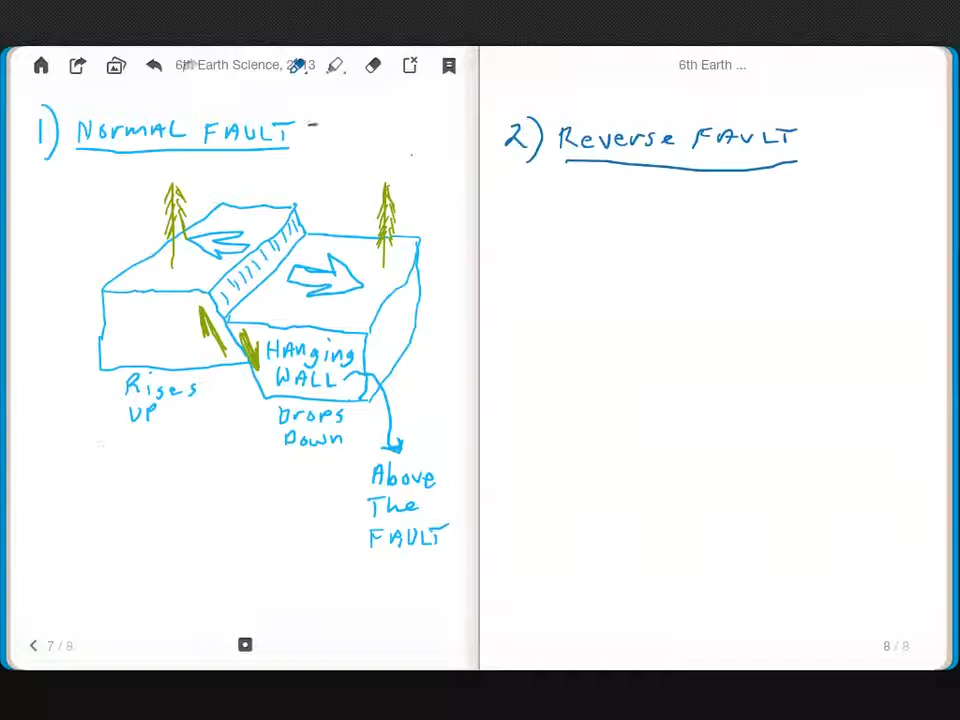 6th Earth Science, 2013
6th Earth ...
1) NORMAL FAULT -
HANging
WALL
Rises
UP
Drops
Down
Above
The
FAULT
7 / 8
2) Reverse FAULT
8 / 8